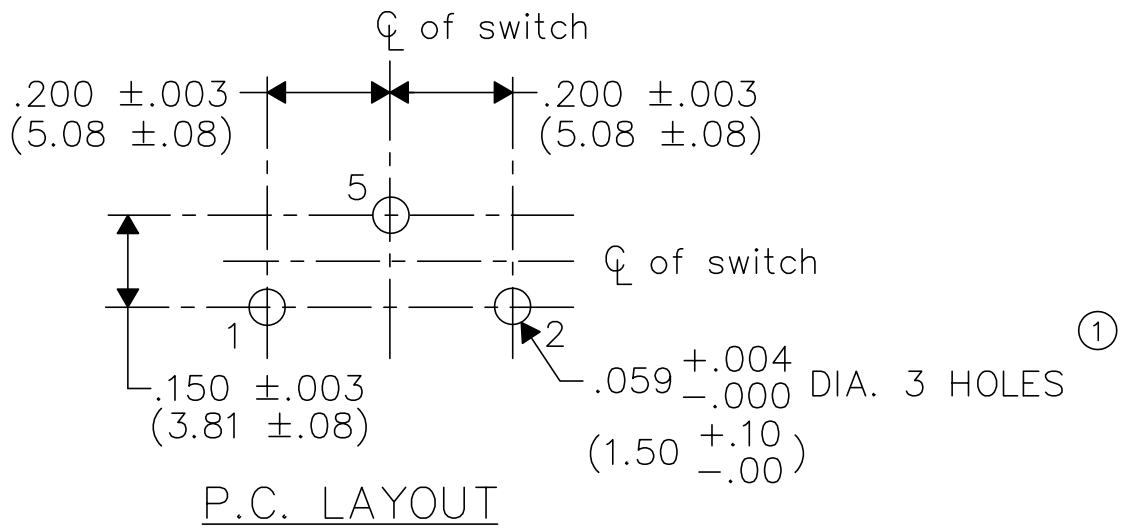 ℄ of switch
.200 ±.003
(5.08 ±.08)
.200 ±.003
(5.08 ±.08)
5
℄ of switch
1
2
1
.150 ±.003
(3.81 ±.08)
.059 +.004 -.000 DIA. 3 HOLES
(1.50 +.10 -.00)
P.C. LAYOUT